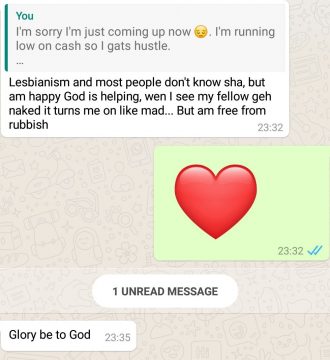 You
I'm sorry I'm just coming up now 😔. I'm running
low on cash so I gats hustle.
...
Lesbianism and most people don't know sha, but
am happy God is helping, wen I see my fellow geh
naked it turns me on like mad... But am free from
rubbish
23:32
23:32
1 UNREAD MESSAGE
Glory be to God 23:35